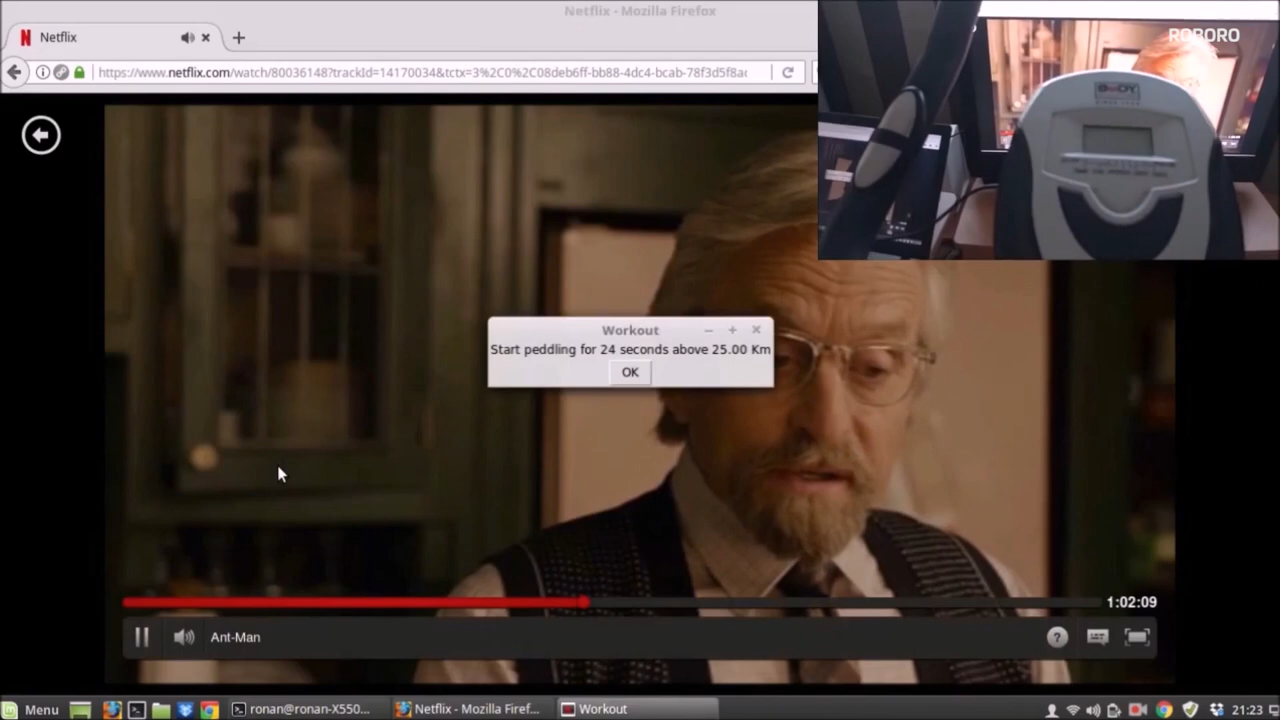 Netflix - Mozilla Firefox
Netflix
https://www.netflix.com/watch/80036148?trackId=14170034&tctx=3%2C0%2C08deb6ff-bb88-4dc4-bcab-78f3d5f8ac
ROBORO
BODY
Workout
Start peddling for 24 seconds above 25.00 Km
OK
1:02:09
Ant-Man
Menu
ronan@ronan-X550...
Netflix - Mozilla Firef...
Workout
21:23